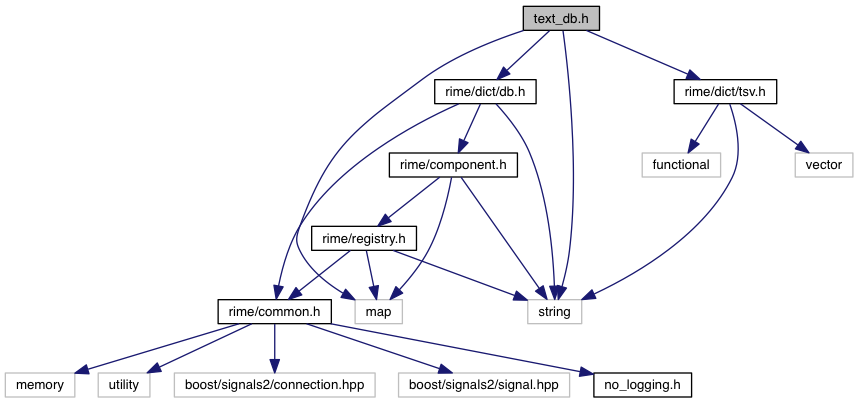 text_db.h
rime/dict/db.h
rime/dict/tsv.h
rime/component.h
functional
vector
rime/registry.h
rime/common.h
map
string
memory
utility
boost/signals2/connection.hpp
boost/signals2/signal.hpp
no_logging.h